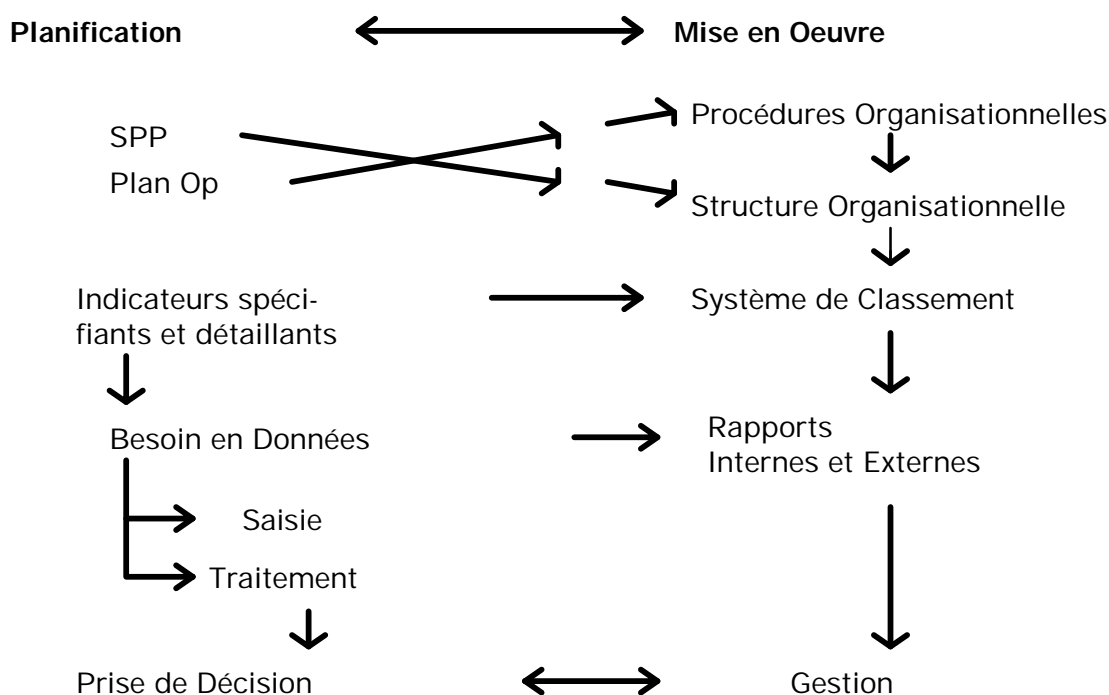 Planification
Mise en Oeuvre
SPP
Plan Op
Procédures Organisationnelles
Structure Organisationnelle
Indicateurs spéci-
fiants et détaillants
Système de Classement
Besoin en Données
Rapports
Internes et Externes
Saisie
Traitement
Prise de Décision
Gestion